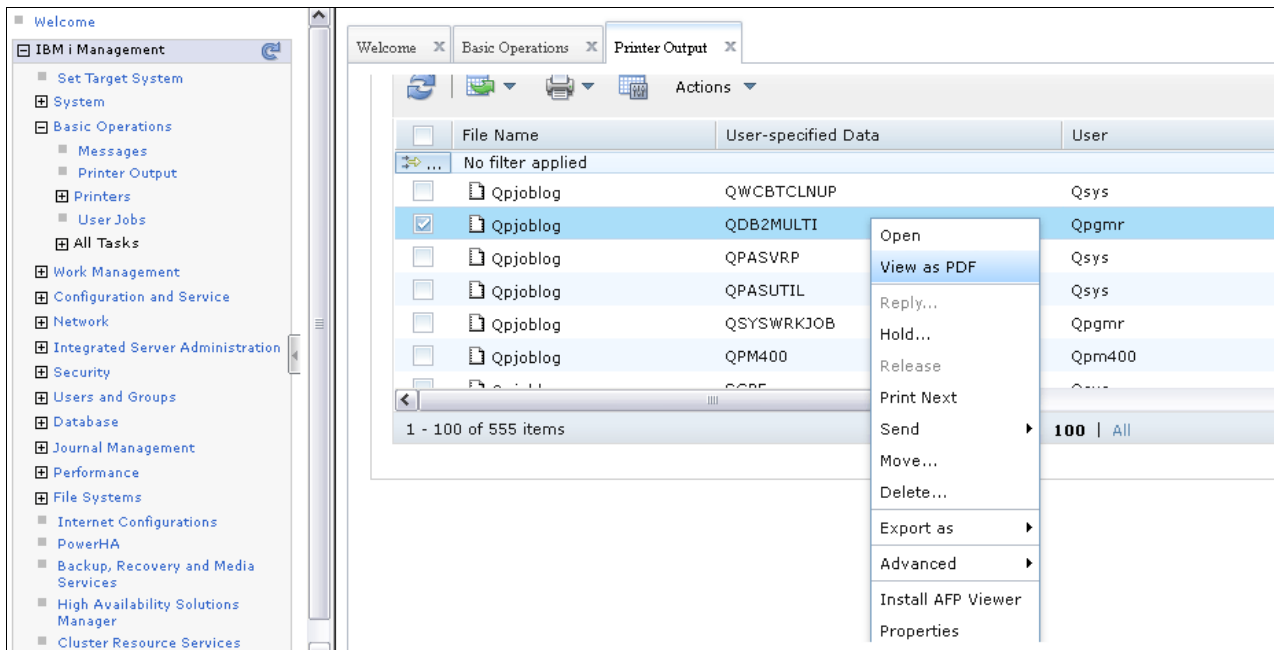 Welcome
IBM i Management
Set Target System
System
Basic Operations
Messages
Printer Output
Printers
User Jobs
All Tasks
Work Management
Configuration and Service
Network
Integrated Server Administration
Security
Users and Groups
Database
Journal Management
Performance
File Systems
Internet Configurations
PowerHA
Backup, Recovery and Media
Services
High Availability Solutions
Manager
Cluster Resource Services
Welcome X Basic Operations X Printer Output X
Actions
File Name User-specified Data User
... No filter applied
Qpjoblog QWCBTCLNUP Qsys
Qpjoblog QDB2MULTI Qpgmr
Qpjoblog QPASVRP Qsys
Qpjoblog QPASUTIL Qsys
Qpjoblog QSYSWRKJOB Qpgmr
Qpjoblog QPM400 Qpm400
1 - 100 of 555 items 100 | All
Open
View as PDF
Reply...
Hold...
Release
Print Next
Send
Move...
Delete...
Export as
Advanced
Install AFP Viewer
Properties